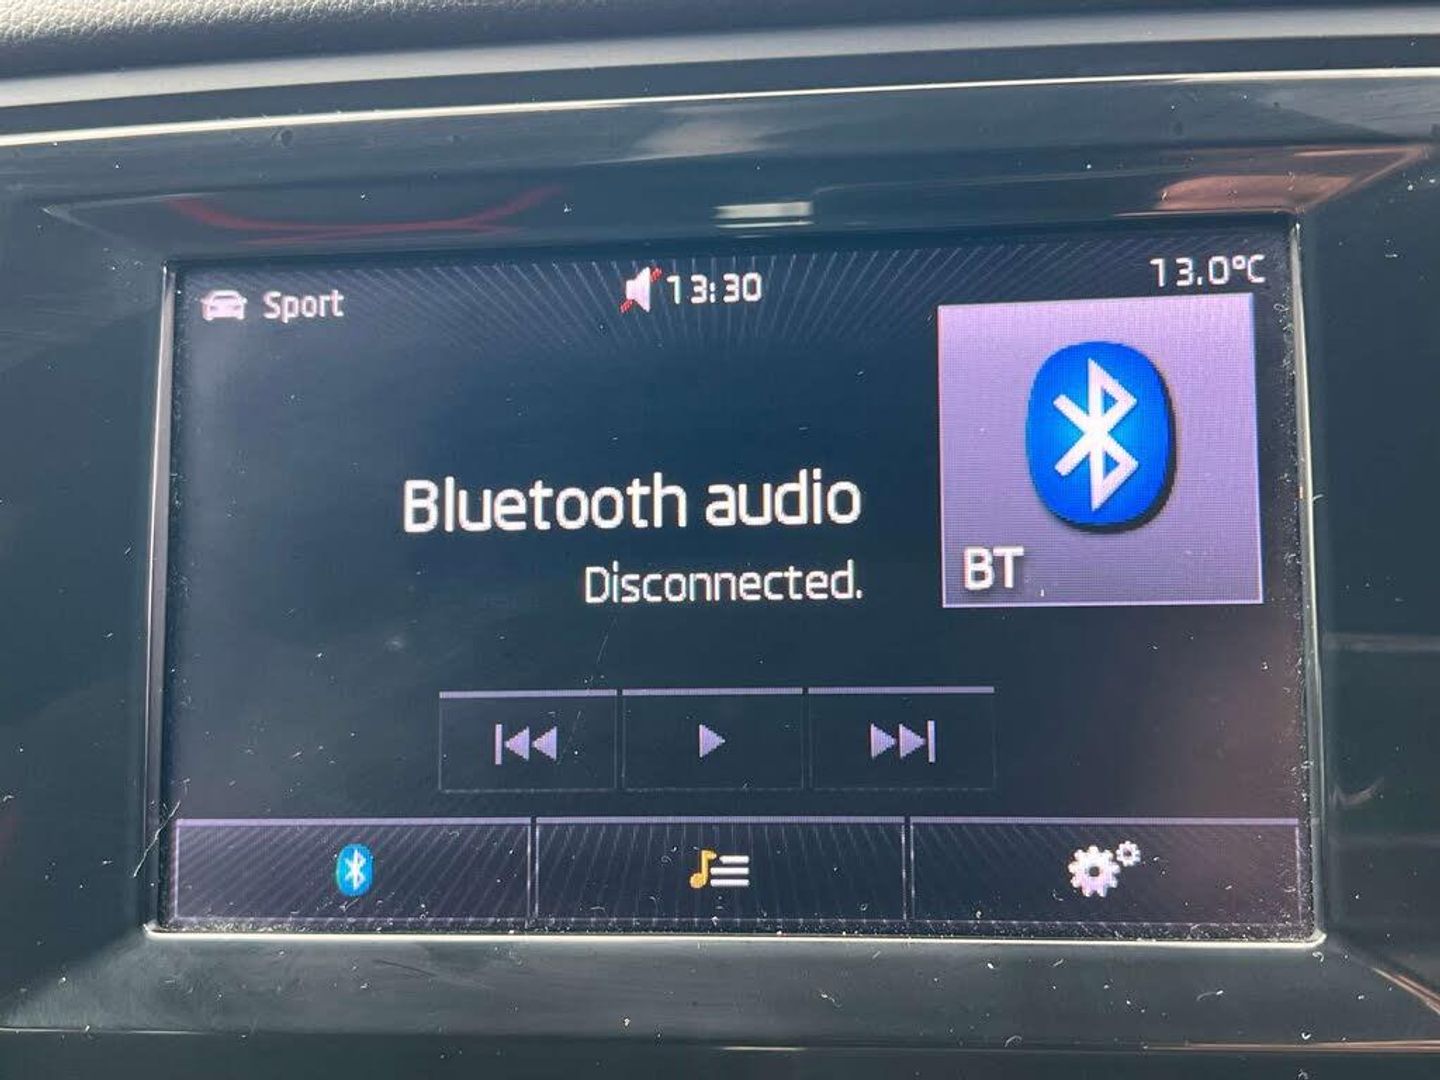 Sport
13:30
13.0°C
Bluetooth audio
Disconnected.
BT